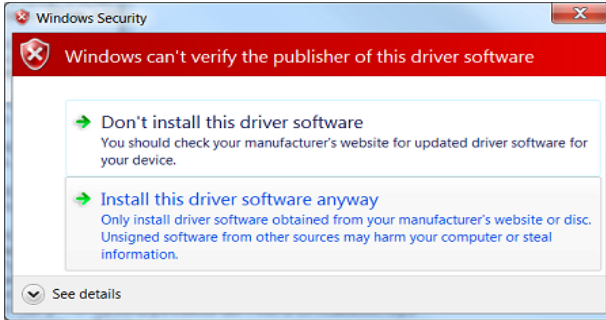 Windows Security
Windows can't verify the publisher of this driver software
Don't install this driver software
You should check your manufacturer's website for updated driver software for
your device.
Install this driver software anyway
Only install driver software obtained from your manufacturer's website or disc.
Unsigned software from other sources may harm your computer or steal
information.
See details